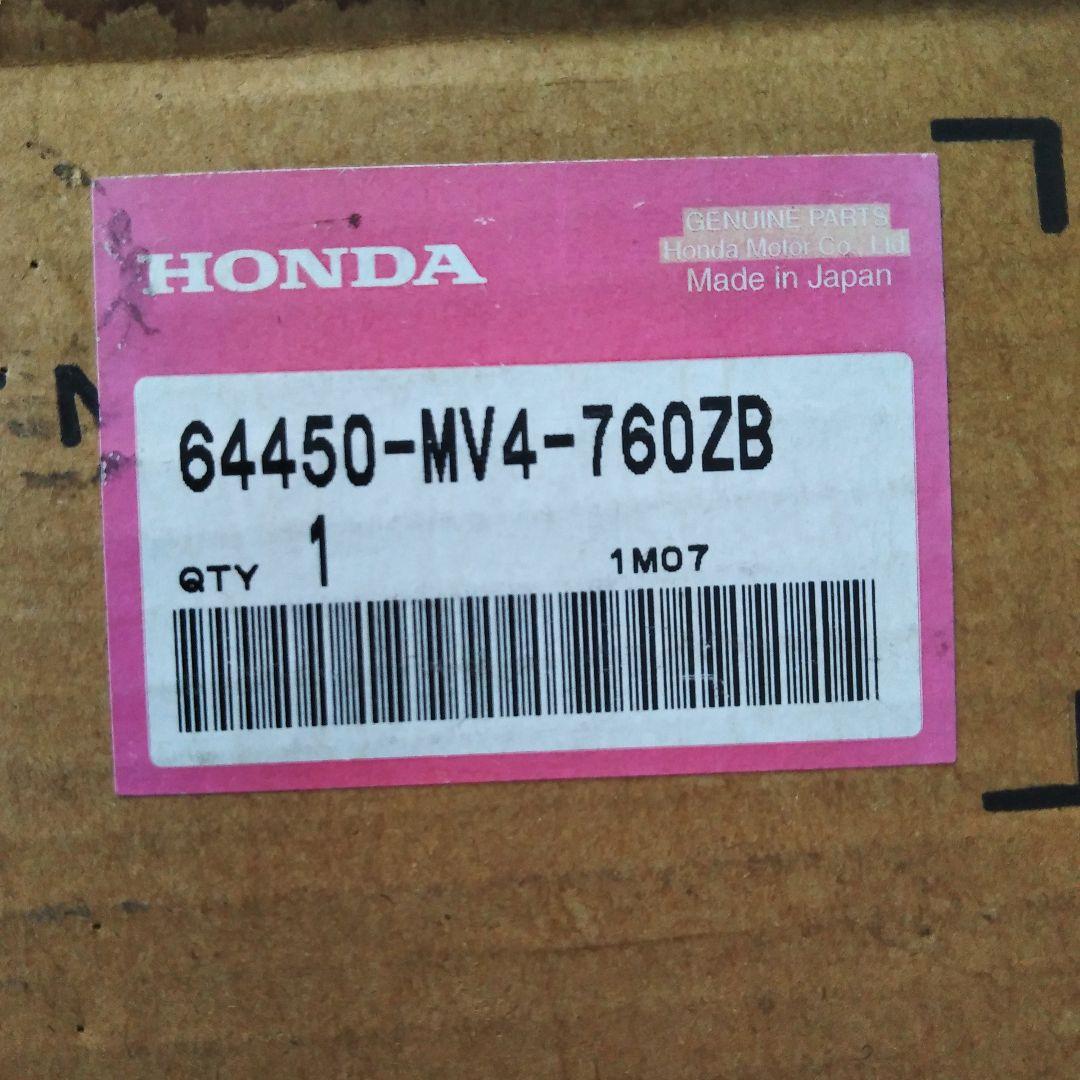 HONDA
GENUINE PARTS
Honda Motor Co., Ltd
Made in Japan
64450-MV4-760ZB
QTY 1
1M07